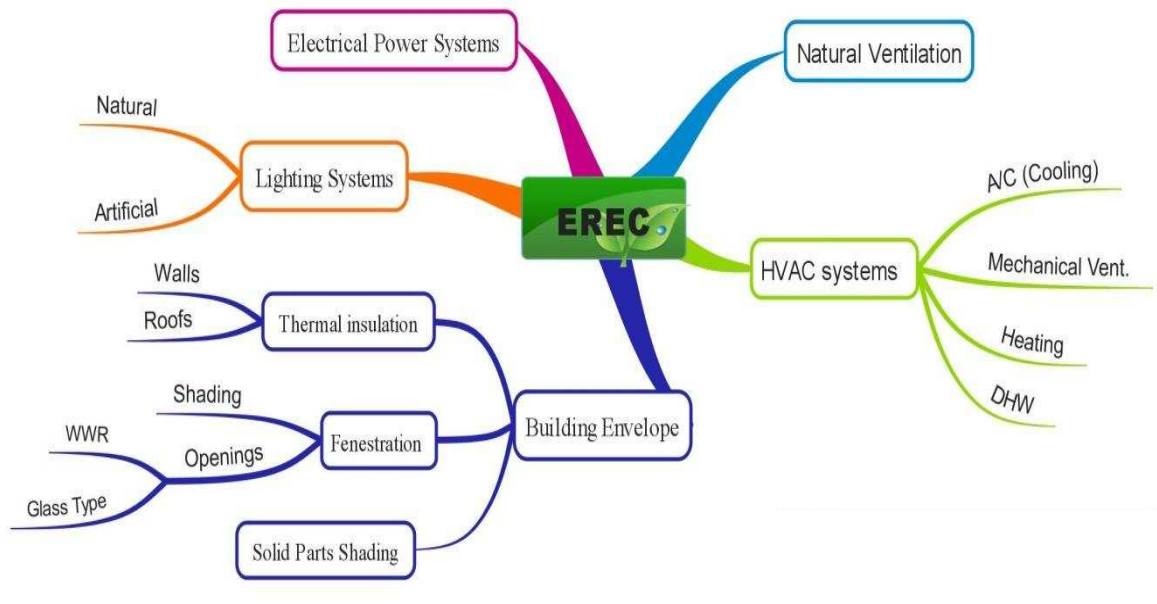 Electrical Power Systems
Natural Ventilation
Natural
Lighting Systems
Artificial
EREC
A/C (Cooling)
HVAC systems
Mechanical Vent.
Heating
DHW
Walls
Thermal insulation
Roofs
Shading
Fenestration
Building Envelope
WWR
Openings
Glass Type
Solid Parts Shading